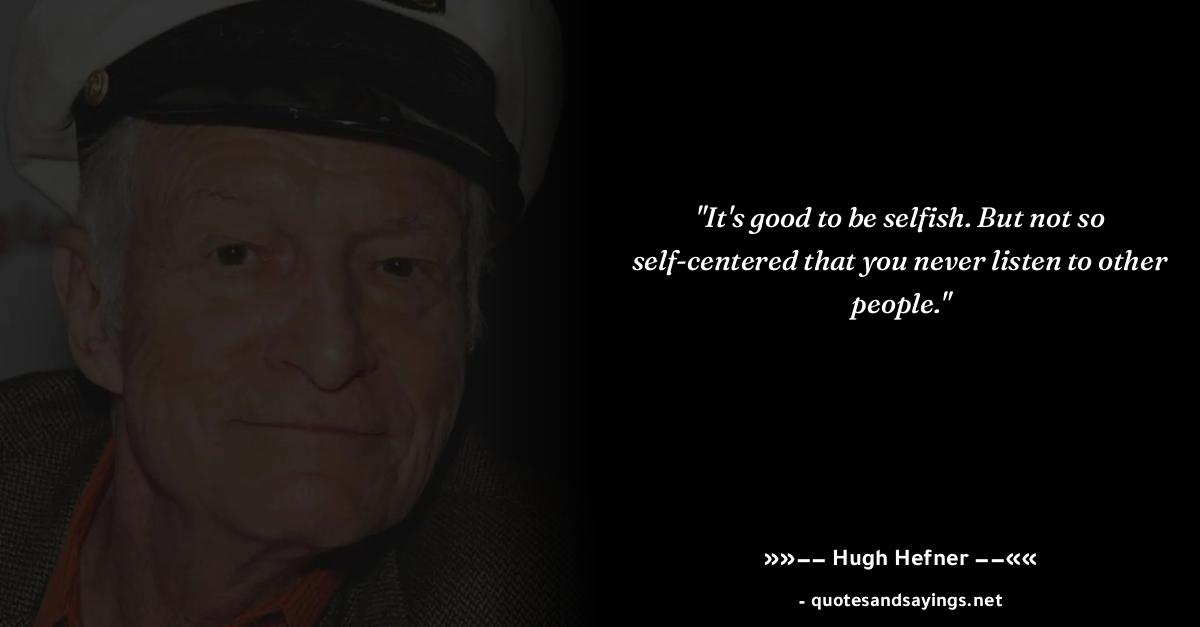 "It's good to be selfish. But not so
self-centered that you never listen to other
people."
»»−− Hugh Hefner −−««
- quotesandsayings.net